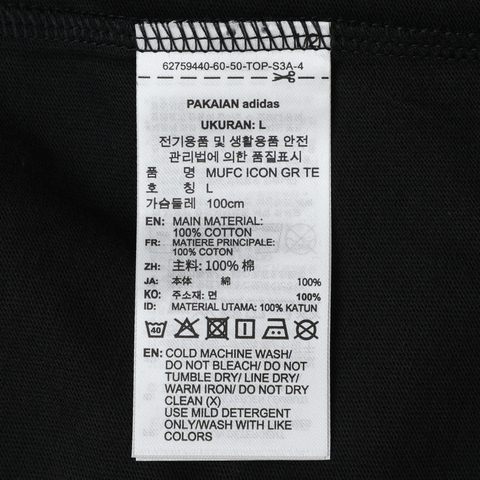 1/2
62759440-60-50-TOP-S3A-4
PAKAIAN adidas
UKURAN: L
전기용품 및 생활용품 안전
관리법에 의한 품질표시
품 명 MUFC ICON GR TE
호 칭 L
가슴둘레 100cm
EN: MAIN MATERIAL:
100% COTTON
FR: MATIERE PRINCIPALE:
100% COTON
ZH: 主料: 100% 棉
JA: 本体 綿 100%
KO: 주소재: 면 100%
ID: MATERIAL UTAMA: 100% KATUN
40
EN: COLD MACHINE WASH/
DO NOT BLEACH/ DO NOT
TUMBLE DRY/ LINE DRY/
WARM IRON/ DO NOT DRY
CLEAN (X)
USE MILD DETERGENT
ONLY/WASH WITH LIKE
COLORS